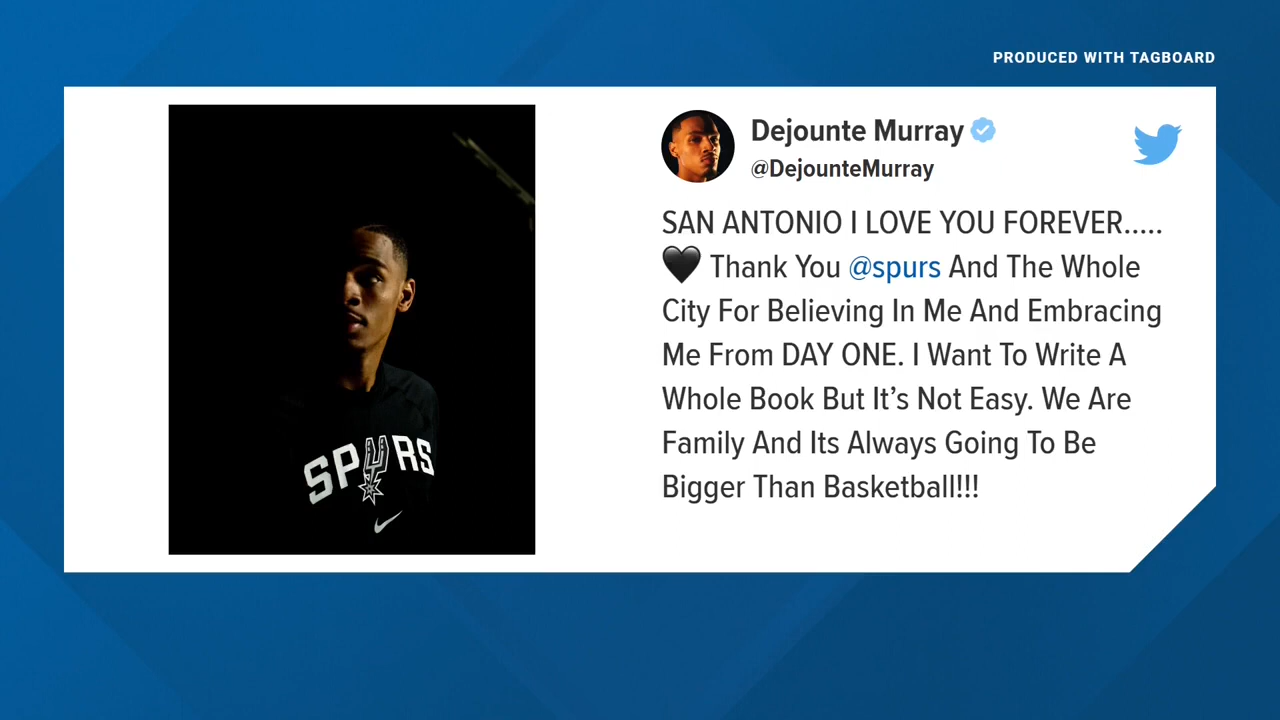 PRODUCED WITH TAGBOARD
Dejounte Murray
@DejounteMurray
SAN ANTONIO I LOVE YOU FOREVER.....
🖤 Thank You @spurs And The Whole
City For Believing In Me And Embracing
Me From DAY ONE. I Want To Write A
Whole Book But It’s Not Easy. We Are
Family And Its Always Going To Be
Bigger Than Basketball!!!
SPURS